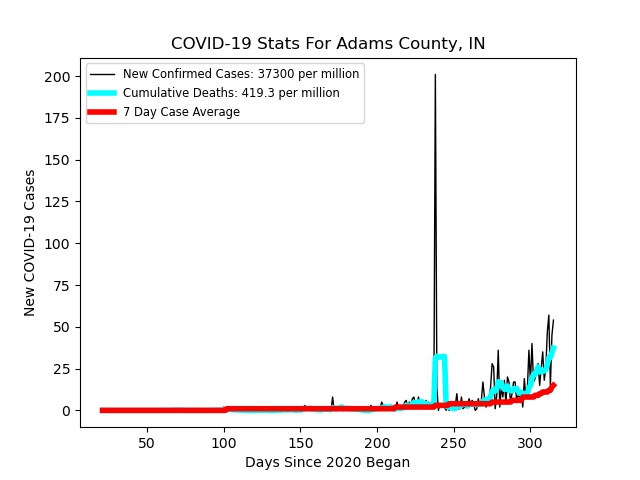 COVID-19 Stats For Adams County, IN
New Confirmed Cases: 37300 per million
Cumulative Deaths: 419.3 per million
7 Day Case Average
New COVID-19 Cases
200
175
150
125
100
75
50
25
0
50 100 150 200 250 300
Days Since 2020 Began